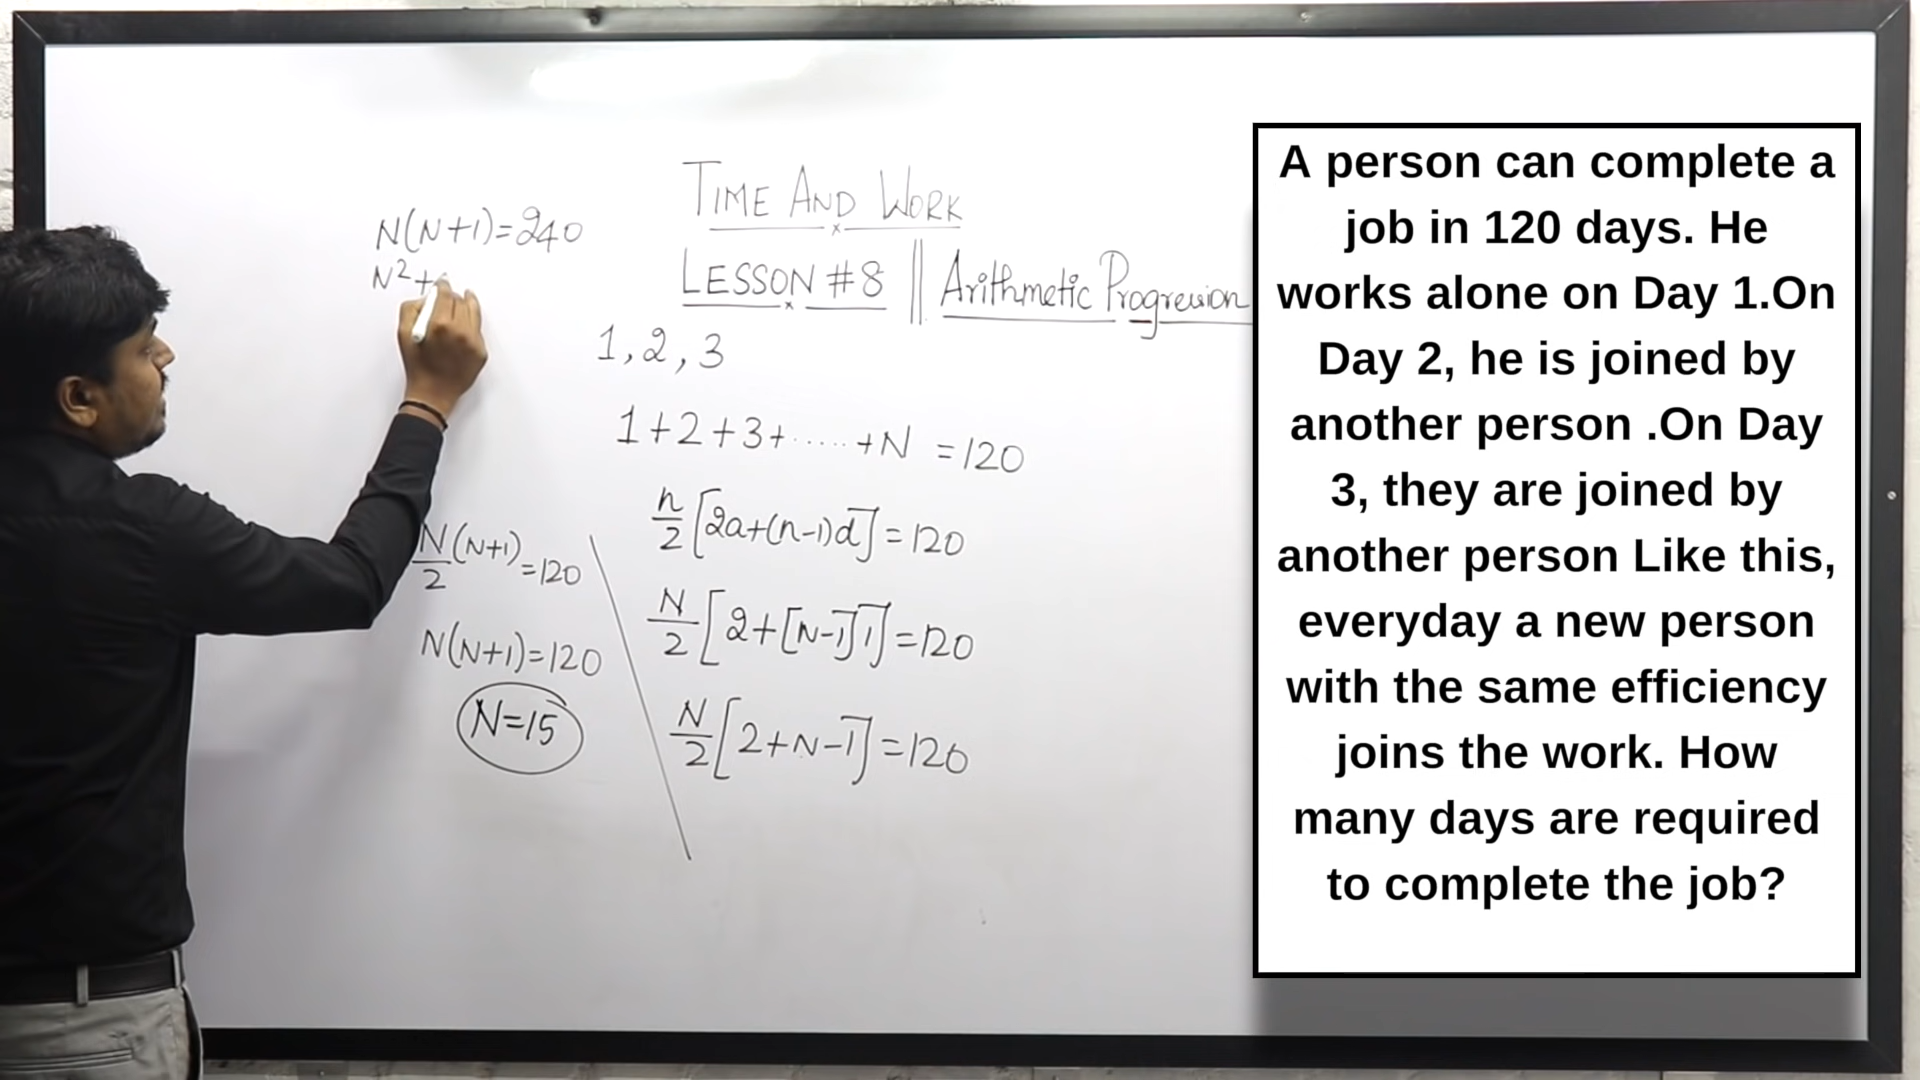 TIME AND WORK
LESSON #8 || Arithmetic Progression
N(N+1)=240
N²+
1,2,3
1+2+3+·····+N =120
n/2[2a+(n-1)d]=120
N/2[2+[N-1]1]=120
N/2[2+N-1]=120
N/2(N+1)=120
N(N+1)=120
N=15
A person can complete a
job in 120 days. He
works alone on Day 1.On
Day 2, he is joined by
another person .On Day
3, they are joined by
another person Like this,
everyday a new person
with the same efficiency
joins the work. How
many days are required
to complete the job?